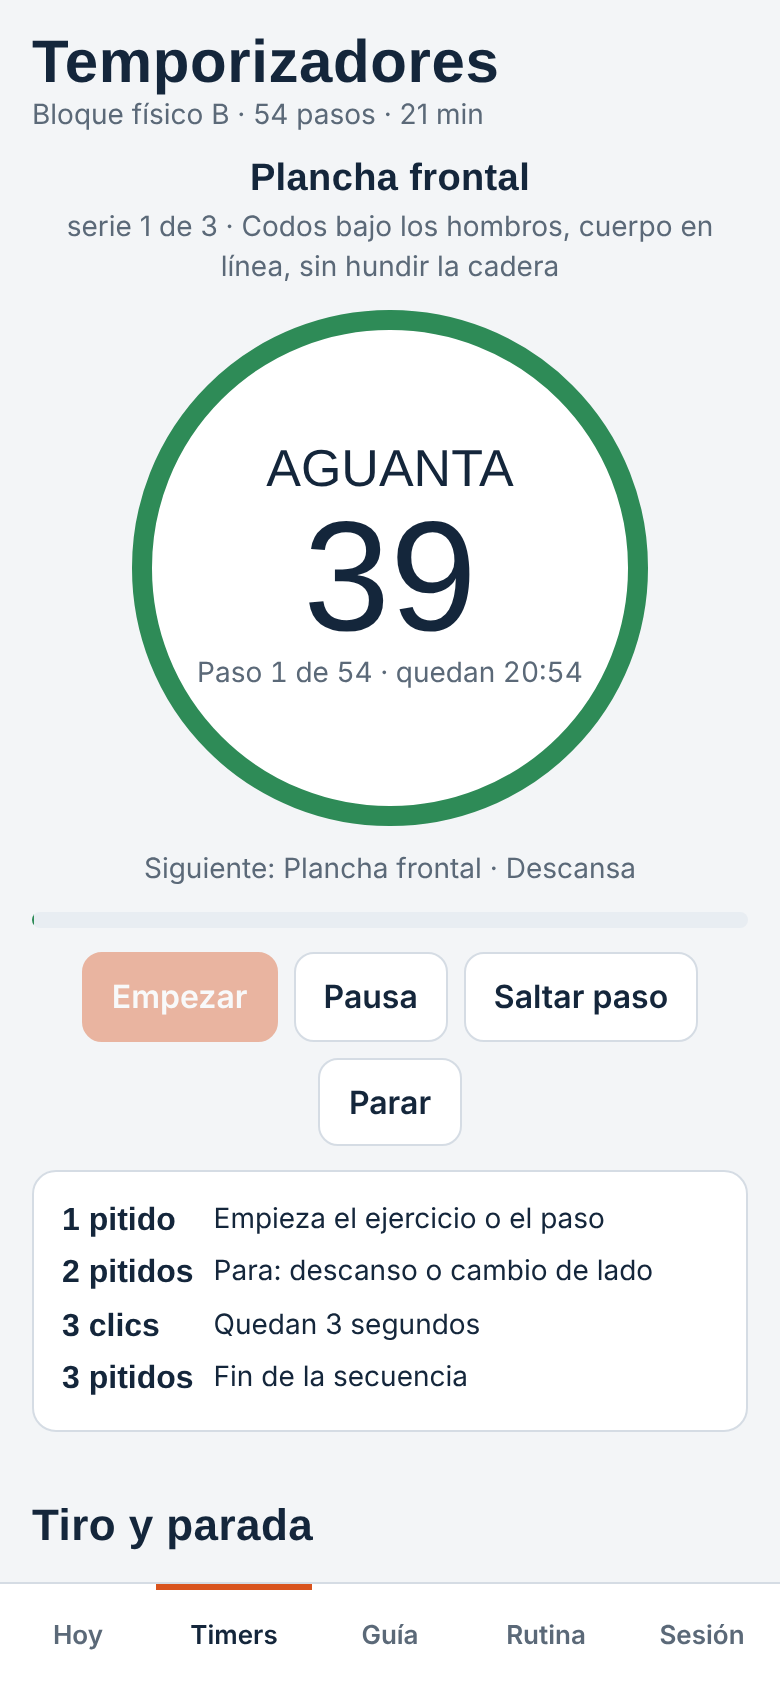 Temporizadores
Bloque físico B · 54 pasos · 21 min
Plancha frontal
serie 1 de 3 · Codos bajo los hombros, cuerpo en
línea, sin hundir la cadera
AGUANTA
39
Paso 1 de 54 · quedan 20:54
Siguiente: Plancha frontal · Descansa
Empezar Pausa Saltar paso
Parar
1 pitido Empieza el ejercicio o el paso
2 pitidos Para: descanso o cambio de lado
3 clics Quedan 3 segundos
3 pitidos Fin de la secuencia
Tiro y parada
Hoy Timers Guía Rutina Sesión